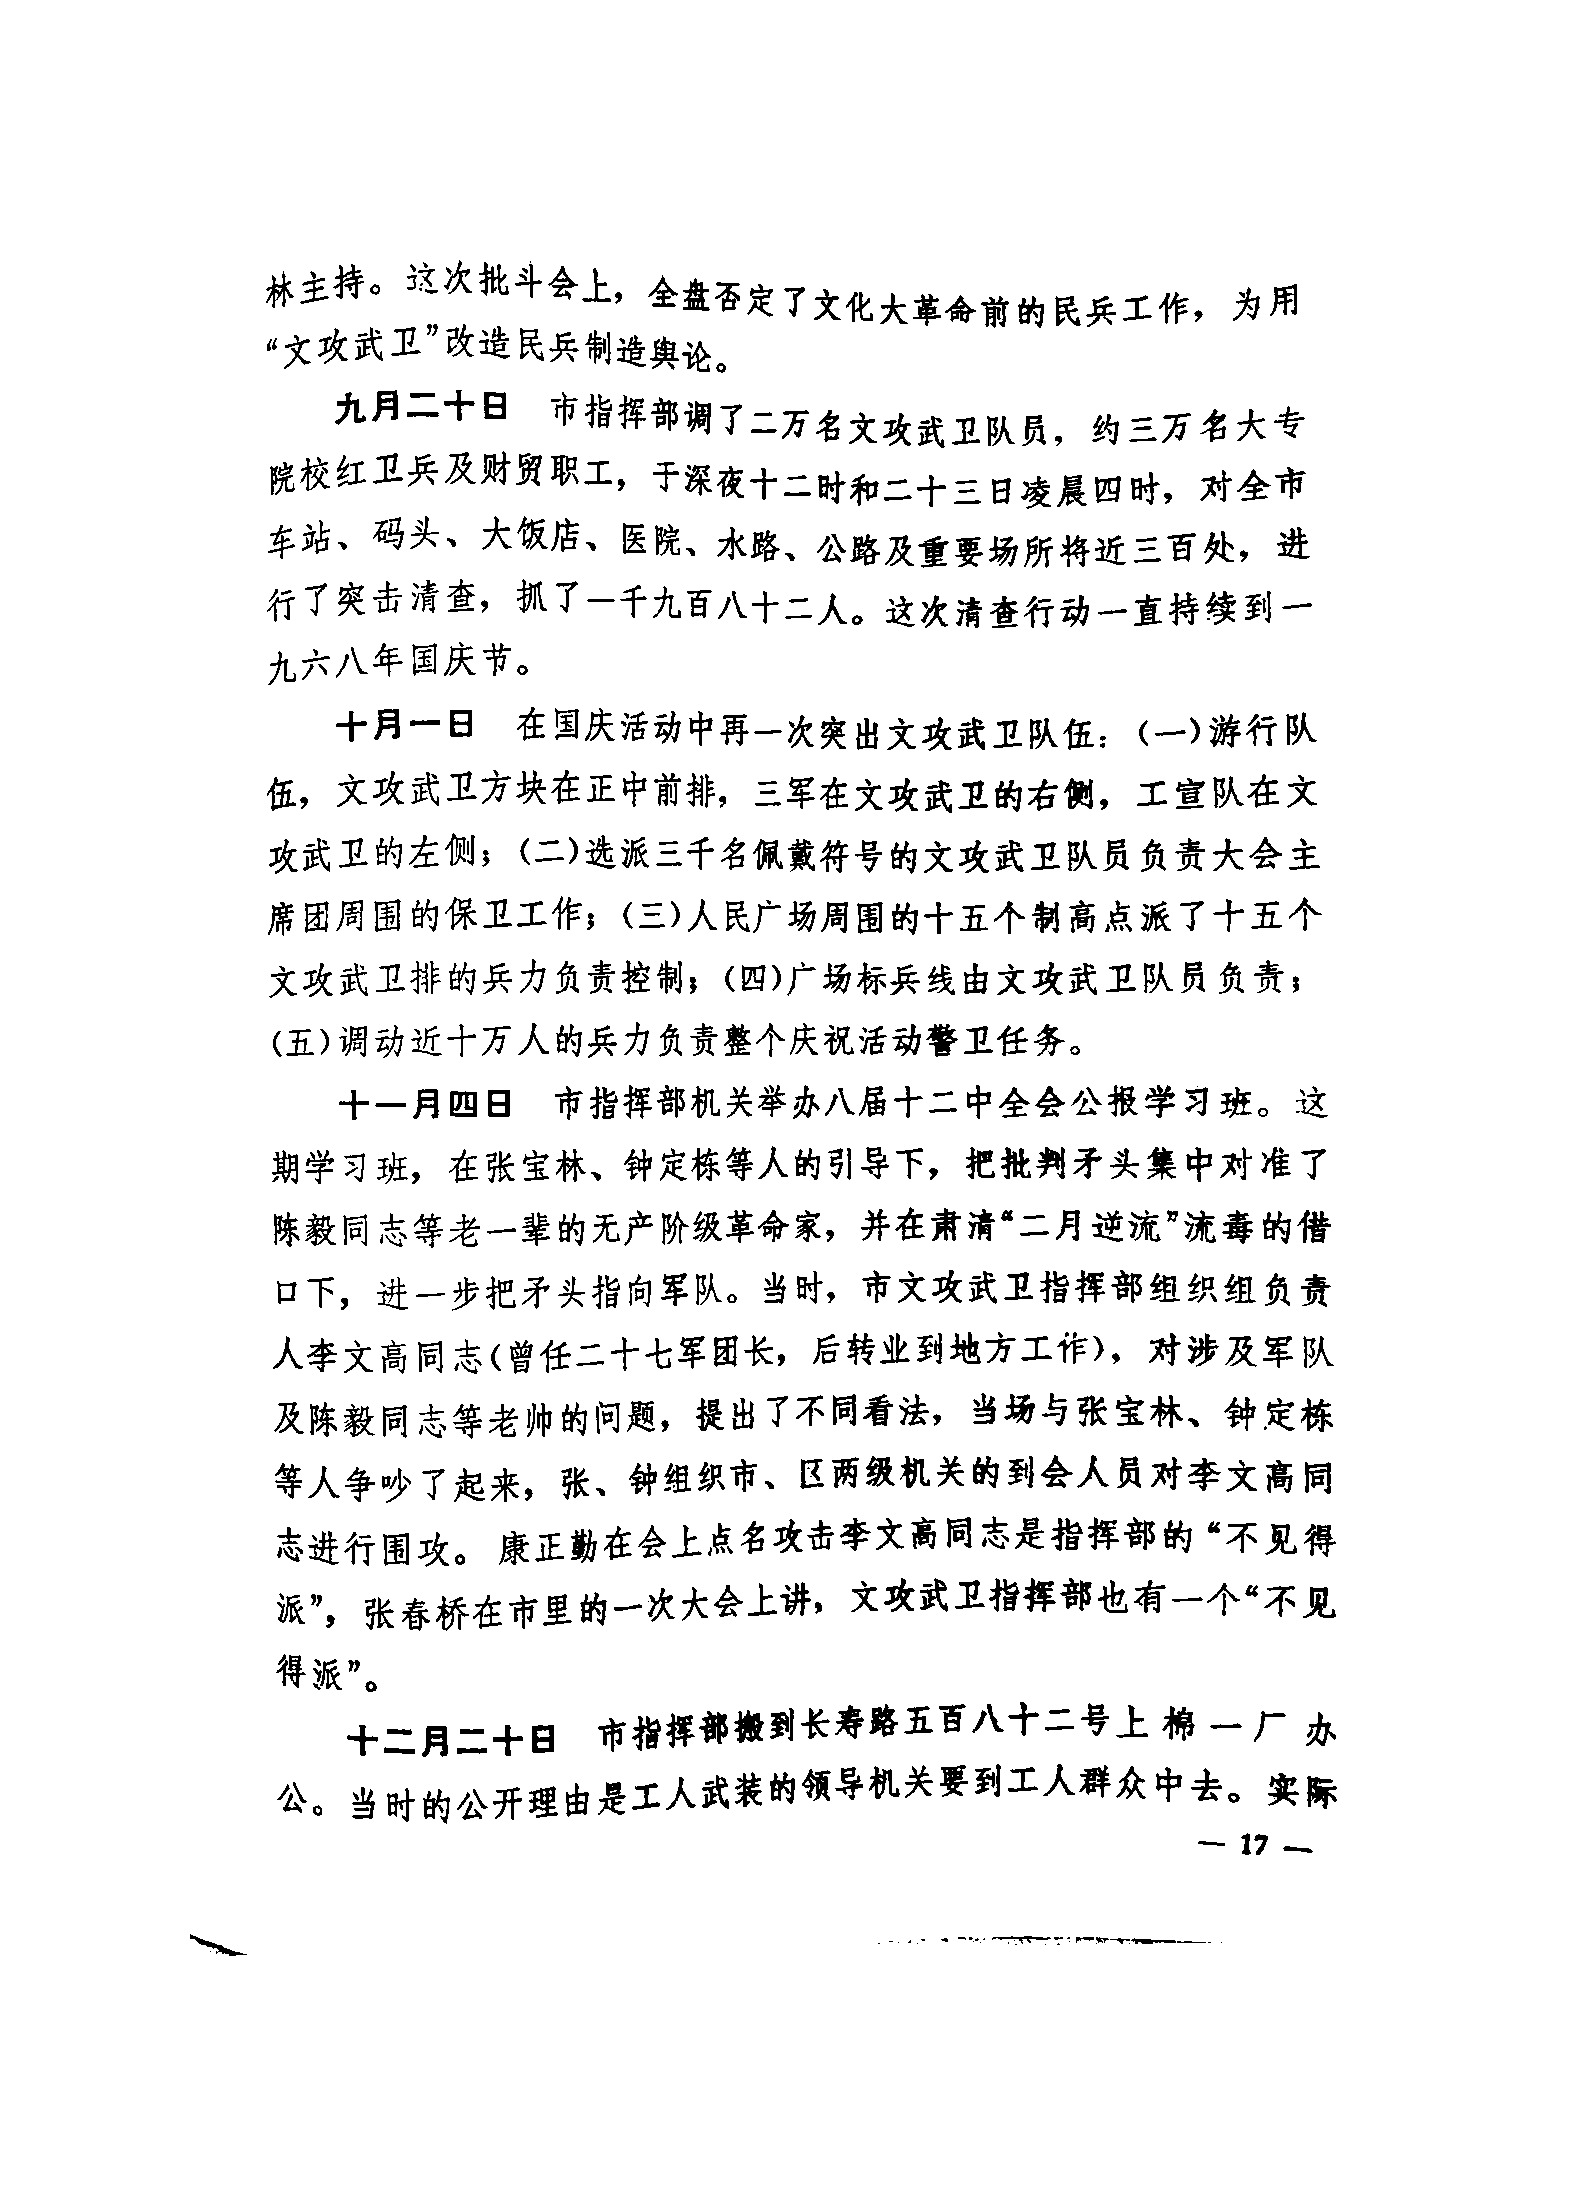 林主持。这次批斗会上，全盘否定了文化大革命前的民兵工作，为用
“文攻武卫”改造民兵制造舆论。
九月二十日　市指挥部调了二万名文攻武卫队员，约三万名大专
院校红卫兵及财贸职工，于深夜十二时和二十三日凌晨四时，对全市
车站、码头、大饭店、医院、水路、公路及重要场所将近三百处，进
行了突击清查，抓了一千九百八十二人。这次清查行动一直持续到一
九六八年国庆节。
十月一日　在国庆活动中再一次突出文攻武卫队伍：（一）游行队
伍，文攻武卫方块在正中前排，三军在文攻武卫的右侧，工宣队在文
攻武卫的左侧；（二）选派三千名佩戴符号的文攻武卫队员负责大会主
席团周围的保卫工作；（三）人民广场周围的十五个制高点派了十五个
文攻武卫排的兵力负责控制；（四）广场标兵线由文攻武卫队员负责；
（五）调动近十万人的兵力负责整个庆祝活动警卫任务。
十一月四日　市指挥部机关举办八届十二中全会公报学习班。这
期学习班，在张宝林、钟定栋等人的引导下，把批判矛头集中对准了
陈毅同志等老一辈的无产阶级革命家，并在肃清“二月逆流”流毒的借
口下，进一步把矛头指向军队。当时，市文攻武卫指挥部组织组负责
人李文高同志（曾任二十七军团长，后转业到地方工作），对涉及军队
及陈毅同志等老帅的问题，提出了不同看法，当场与张宝林、钟定栋
等人争吵了起来，张、钟组织市、区两级机关的到会人员对李文高同
志进行围攻。康正勤在会上点名攻击李文高同志是指挥部的“不见得
派”，张春桥在市里的一次大会上讲，文攻武卫指挥部也有一个“不见
得派”。
十二月二十日　市指挥部搬到长寿路五百八十二号上棉一厂办
公。当时的公开理由是工人武装的领导机关要到工人群众中去。实际
— 17 —